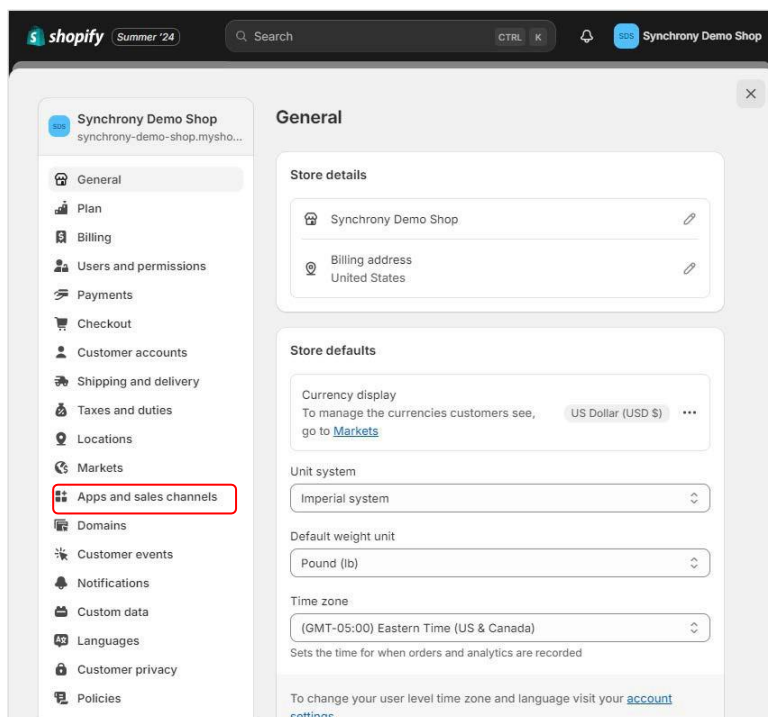 shopify Summer '24 Search CTRL K SDS Synchrony Demo Shop
SDS Synchrony Demo Shop
synchrony-demo-shop.mysho...
General
Plan
Billing
Users and permissions
Payments
Checkout
Customer accounts
Shipping and delivery
Taxes and duties
Locations
Markets
Apps and sales channels
Domains
Customer events
Notifications
Custom data
Languages
Customer privacy
Policies
General
Store details
Synchrony Demo Shop
Billing address
United States
Store defaults
Currency display
To manage the currencies customers see,
go to Markets
US Dollar (USD $)
Unit system
Imperial system
Default weight unit
Pound (lb)
Time zone
(GMT-05:00) Eastern Time (US & Canada)
Sets the time for when orders and analytics are recorded
To change your user level time zone and language visit your account
settings